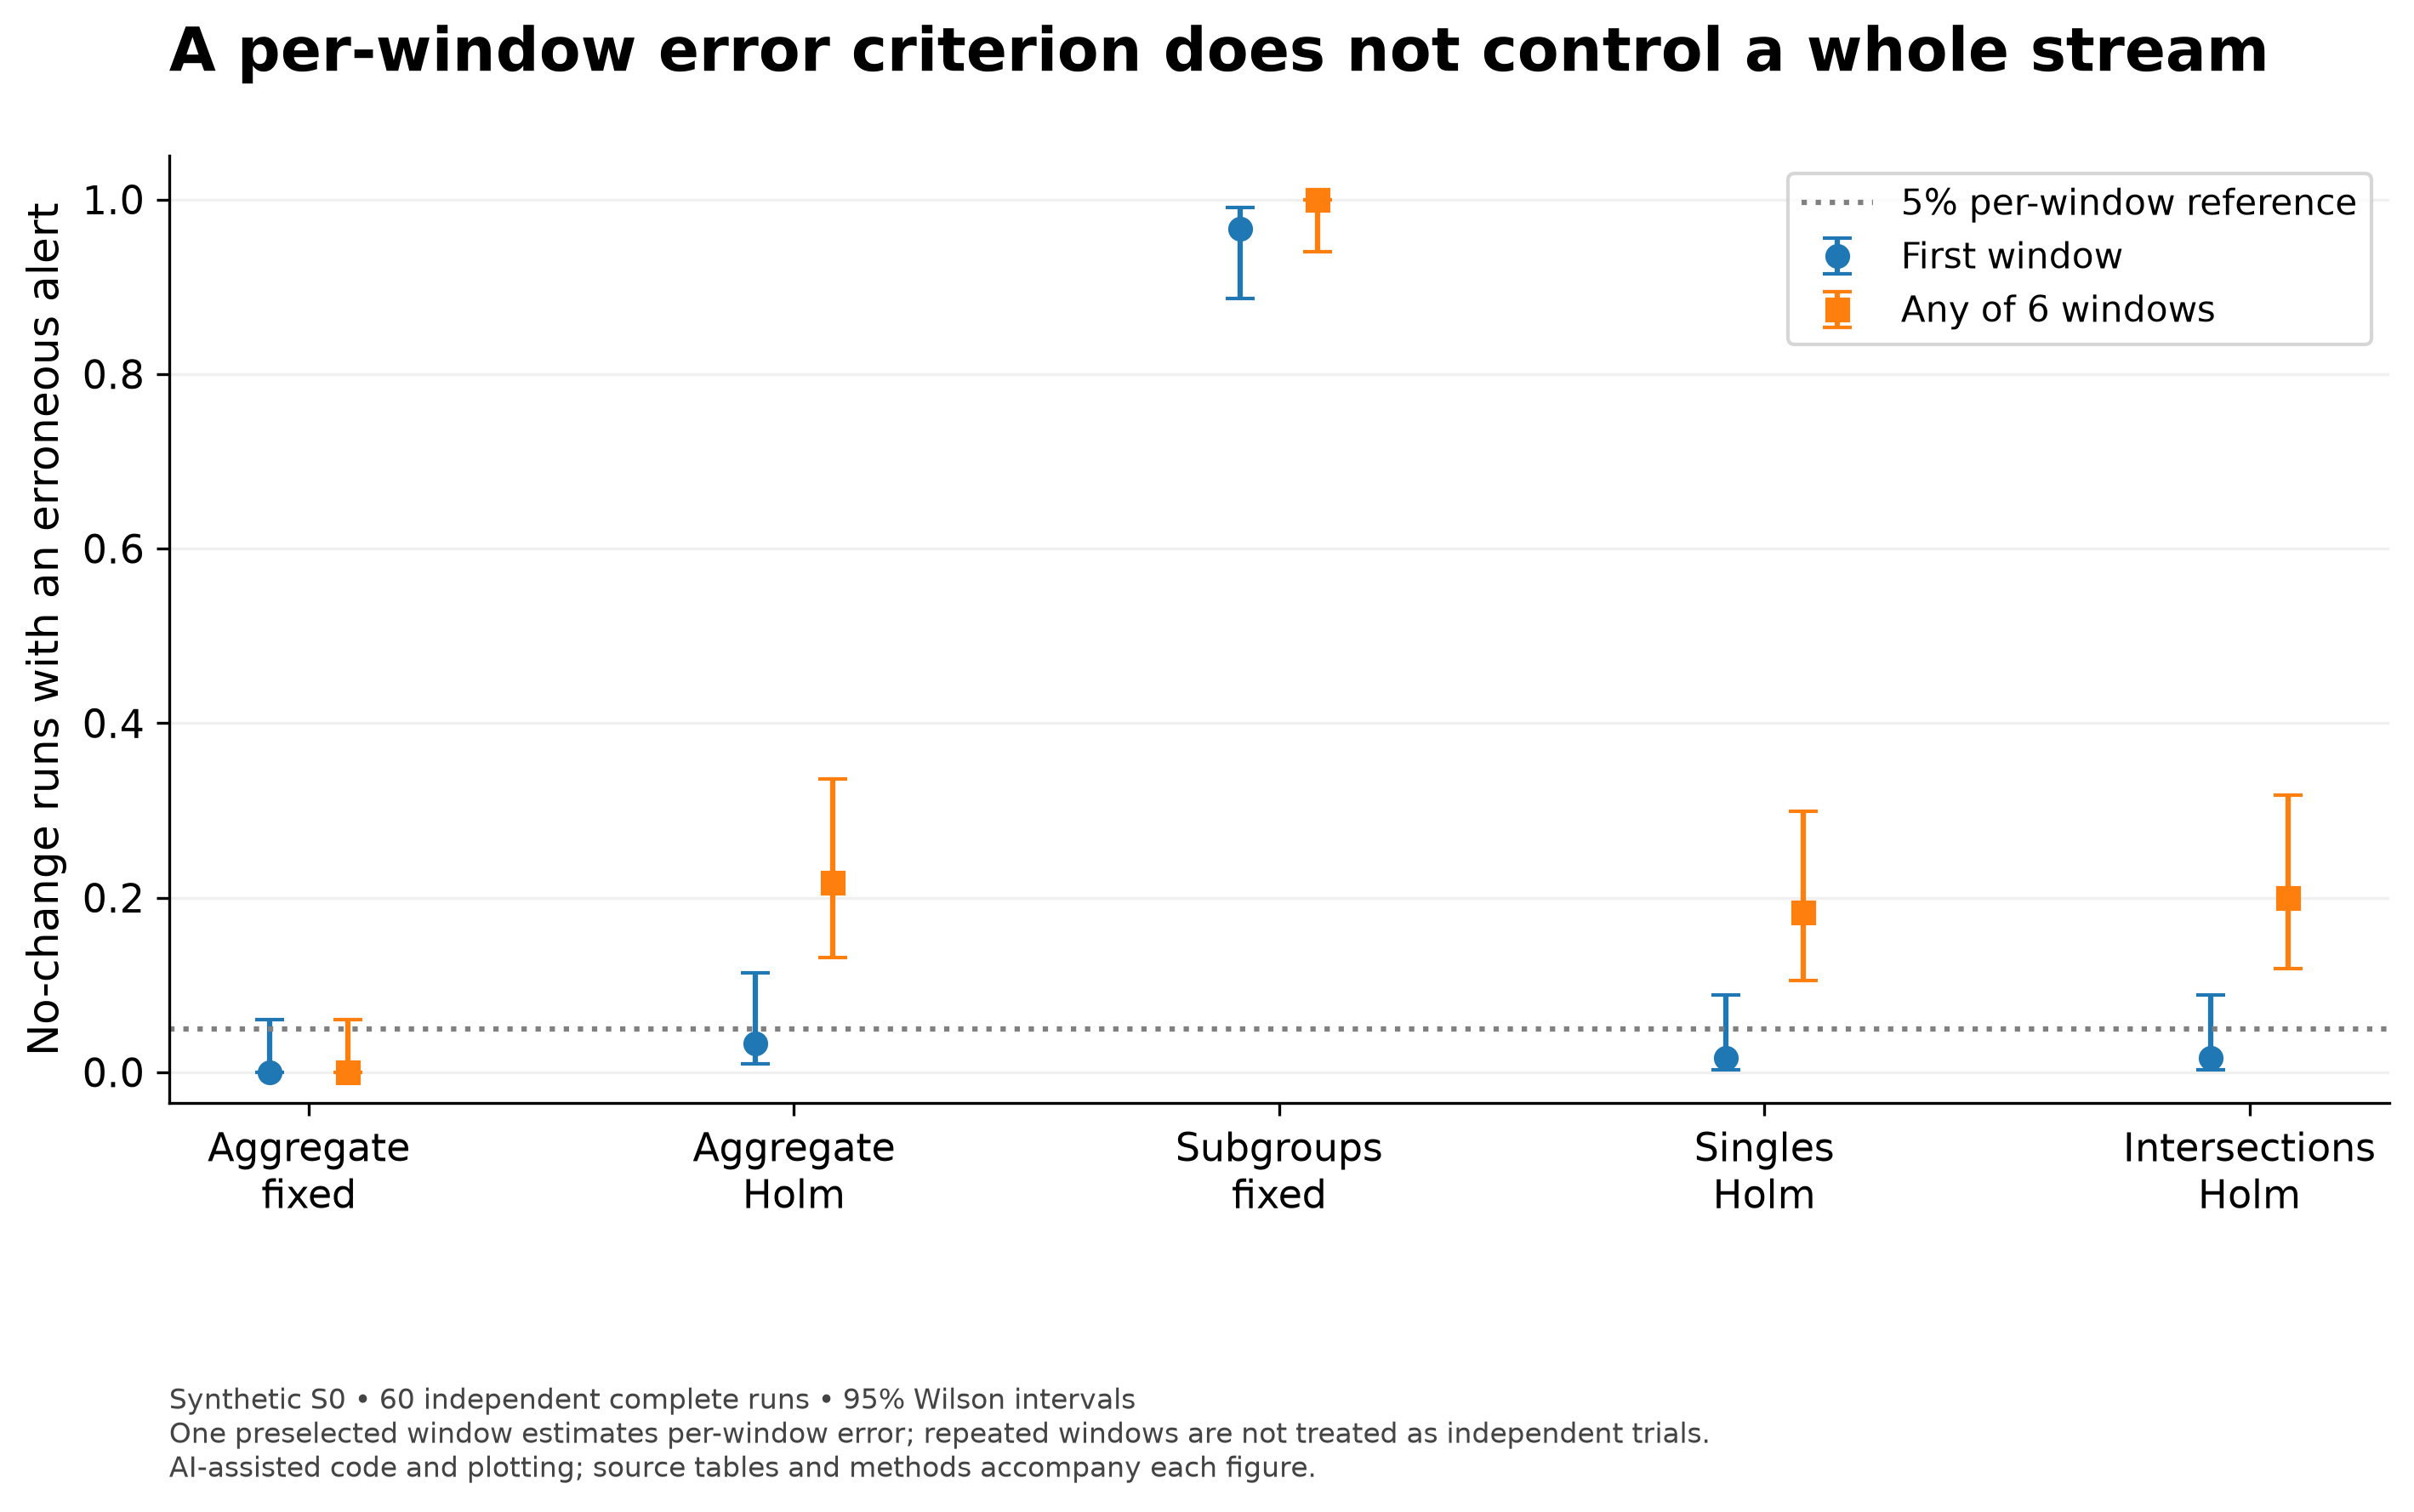 A per-window error criterion does not control a whole stream
No-change runs with an erroneous alert
1.0
0.8
0.6
0.4
0.2
0.0
5% per-window reference
First window
Any of 6 windows
Aggregate
fixed
Aggregate
Holm
Subgroups
fixed
Singles
Holm
Intersections
Holm
Synthetic S0 • 60 independent complete runs • 95% Wilson intervals
One preselected window estimates per-window error; repeated windows are not treated as independent trials.
AI-assisted code and plotting; source tables and methods accompany each figure.